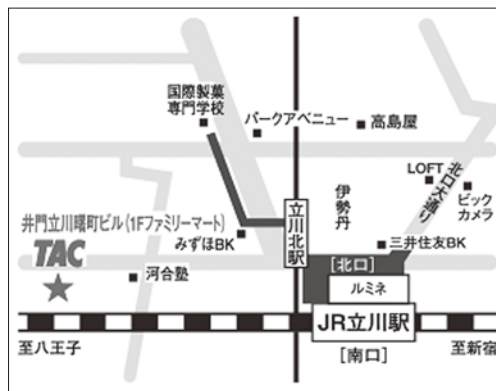 国際製菓
専門学校
パークアベニュー
高島屋
LOFT
北口大通り
ビック
カメラ
伊勢丹
立川北駅
井門立川曙町ビル(1Fファミリーマート)
みずほBK
三井住友BK
TAC
河合塾
[北口]
ルミネ
JR立川駅
至八王子
[南口]
至新宿